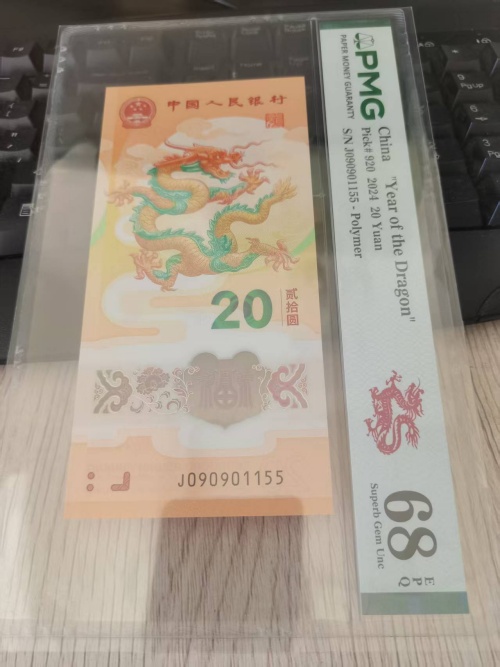 中国人民银行
20
贰拾圆
福
J090901155
PMG
PAPER MONEY GUARANTY
China "Year of the Dragon"
Pick# 920 2024 20 Yuan
S/N J090901155 - Polymer
68
EPQ
Superb Gem Unc